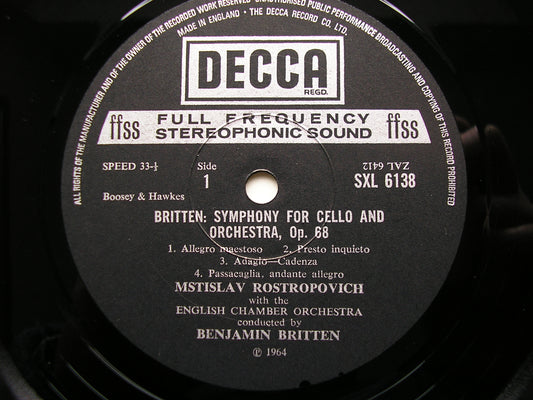 ALL RIGHTS OF THE MANUFACTURER AND OF THE OWNER OF THE RECORDED WORK RESERVED UNAUTHORISED PUBLIC PERFORMANCE BROADCASTING AND COPYING OF THIS RECORD PROHIBITED
MADE IN ENGLAND • THE DECCA RECORD CO. LTD.
DECCA
REGD.
ffss FULL FREQUENCY ffss
STEREOPHONIC SOUND
SPEED 33-⅓ Side ZAL 6412
1 SXL 6138
Boosey & Hawkes
BRITTEN: SYMPHONY FOR CELLO AND
ORCHESTRA, Op. 68
1. Allegro maestoso 2. Presto inquieto
3. Adagio—Cadenza
4. Passacaglia, andante allegro
MSTISLAV ROSTROPOVICH
with the
ENGLISH CHAMBER ORCHESTRA
conducted by
BENJAMIN BRITTEN
℗ 1964